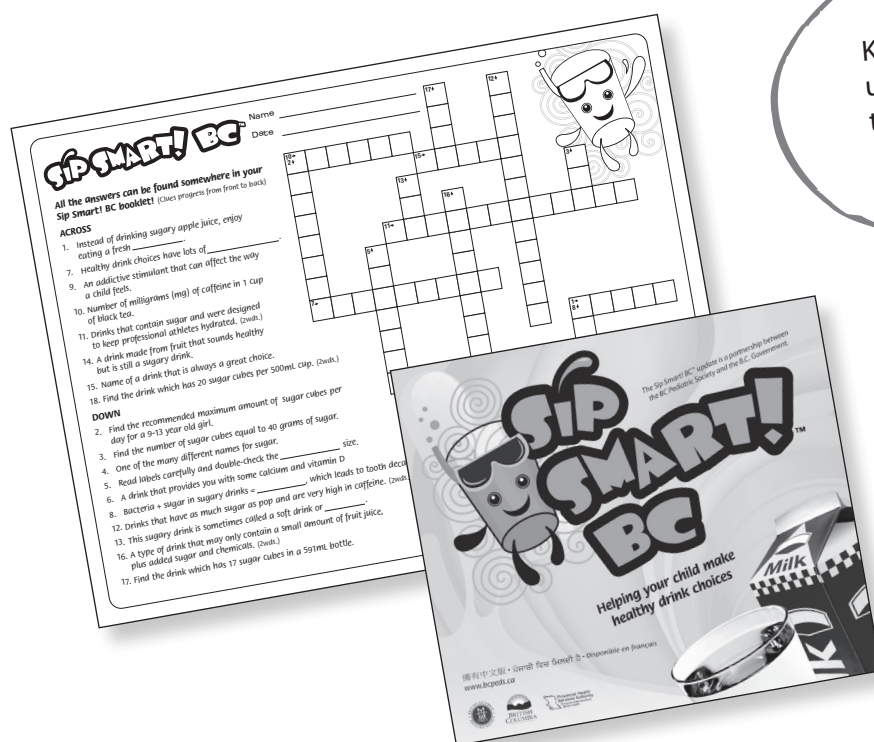 SIP SMART! BC™
Name
Date
All the answers can be found somewhere in your
Sip Smart! BC booklet! (Clues progress from front to back)
ACROSS
1. Instead of drinking sugary apple juice, enjoy
eating a fresh ________.
7. Healthy drink choices have lots of ________.
9. An addictive stimulant that can affect the way
a child feels.
10. Number of milligrams (mg) of caffeine in 1 cup
of black tea.
11. Drinks that contain sugar and were designed
to keep professional athletes hydrated. (2wds.)
14. A drink made from fruit that sounds healthy
but is still a sugary drink.
15. Name of a drink that is always a great choice.
18. Find the drink which has 20 sugar cubes per 500mL cup. (2wds.)
DOWN
2. Find the recommended maximum amount of sugar cubes per
day for a 9-13 year old girl.
3. Find the number of sugar cubes equal to 40 grams of sugar.
4. One of the many different names for sugar.
5. Read labels carefully and double-check the ________ size.
6. A drink that provides you with some calcium and vitamin D
8. Bacteria + sugar in sugary drinks = ________, which leads to tooth deca
12. Drinks that have as much sugar as pop and are very high in caffeine. (2wds.
13. This sugary drink is sometimes called a soft drink or ________.
16. A type of drink that may only contain a small amount of fruit juice,
plus added sugar and chemicals. (2wds.)
17. Find the drink which has 17 sugar cubes in a 591mL bottle.
17
12
10
2
15
3
13
16
11
5
7
1
8
K
u
t
The Sip Smart! BC™ update is a partnership between
the BC Pediatric Society and the B.C. Government.
SIP
SMART!™
BC
Helping your child make
healthy drink choices
Milk
備有中文版 • ਪੰਜਾਬੀ ਵਿਚ ਮਿਲਦੀ ਹੈ • Disponible en français
www.bcpeds.ca
BRITISH
COLUMBIA
Provincial Health
Services Authority